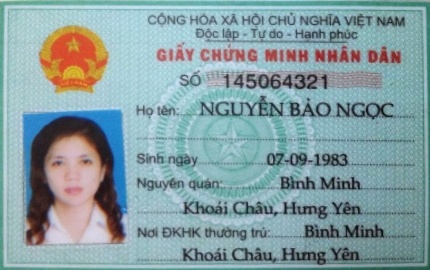 CỘNG HÒA XÃ HỘI CHỦ NGHĨA VIỆT NAM
Độc lập - Tự do - Hạnh phúc
GIẤY CHỨNG MINH NHÂN DÂN
SỐ 145064321
Họ tên: NGUYỄN BẢO NGỌC
Sinh ngày 07-09-1983
Nguyên quán: Bình Minh
Khoái Châu, Hưng Yên
Nơi ĐKHK thường trú: Bình Minh
Khoái Châu, Hưng Yên